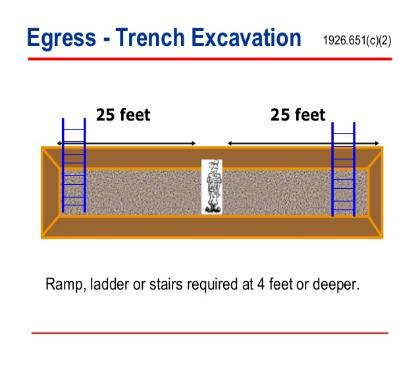 Egress - Trench Excavation 1926.651(c)(2)
25 feet 25 feet
Ramp, ladder or stairs required at 4 feet or deeper.